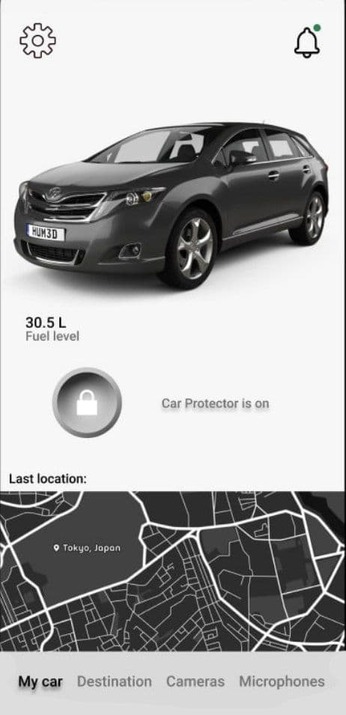 HUM3D
30.5 L
Fuel level
Car Protector is on
Last location:
Tokyo, Japan
My car Destination Cameras Microphones